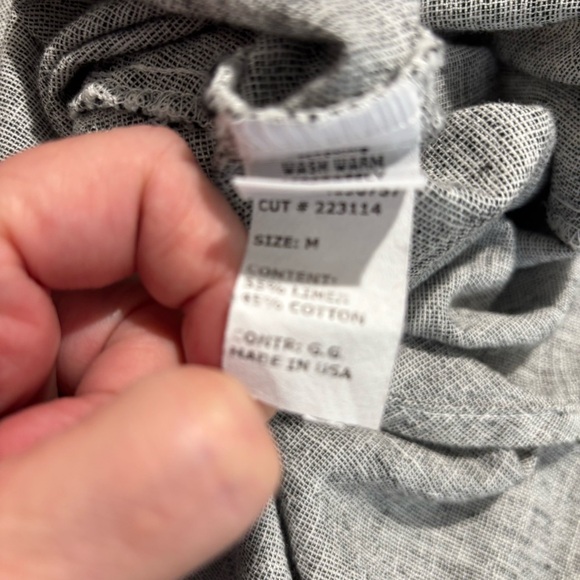 WASH WARM
CUT # 223114
SIZE: M
CONTENT:
55% LINEN
45% COTTON
CONTR: G.G.
MADE IN USA